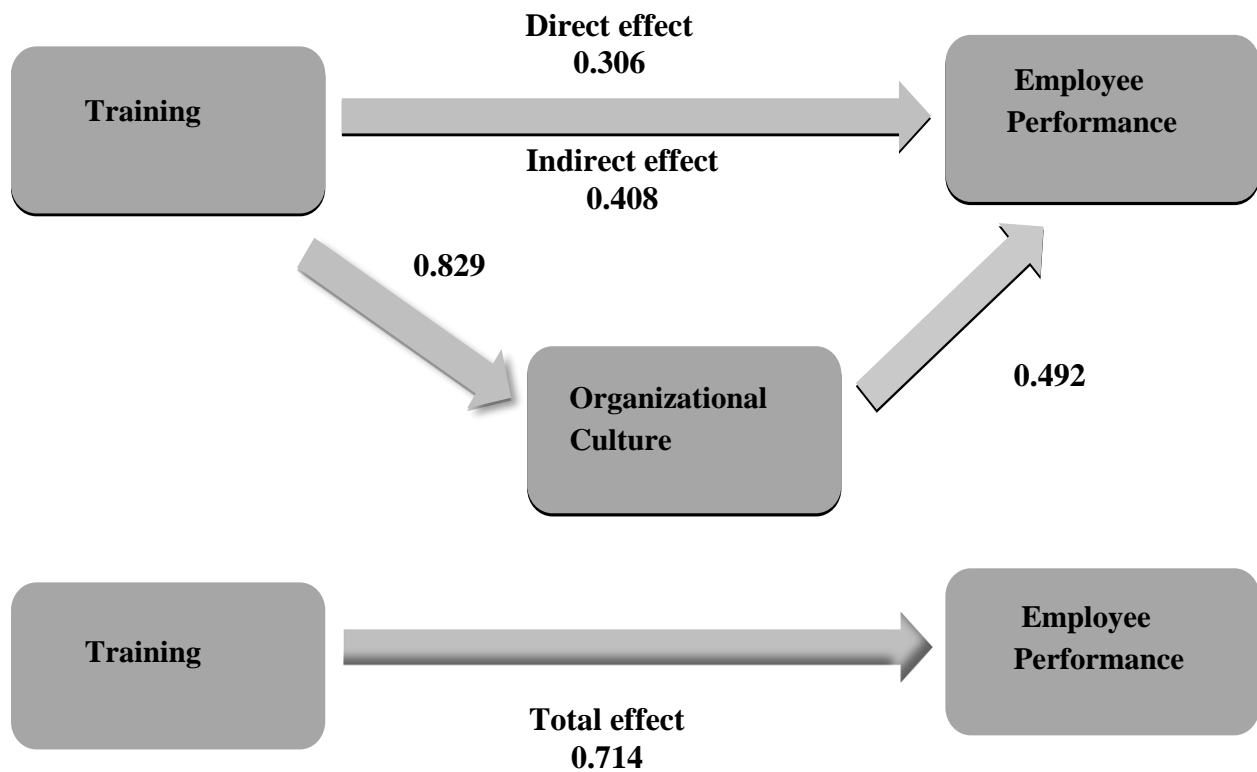 Direct effect
0.306
Training
Employee
Performance
Indirect effect
0.408
0.829
0.492
Organizational
Culture
Training
Employee
Performance
Total effect
0.714